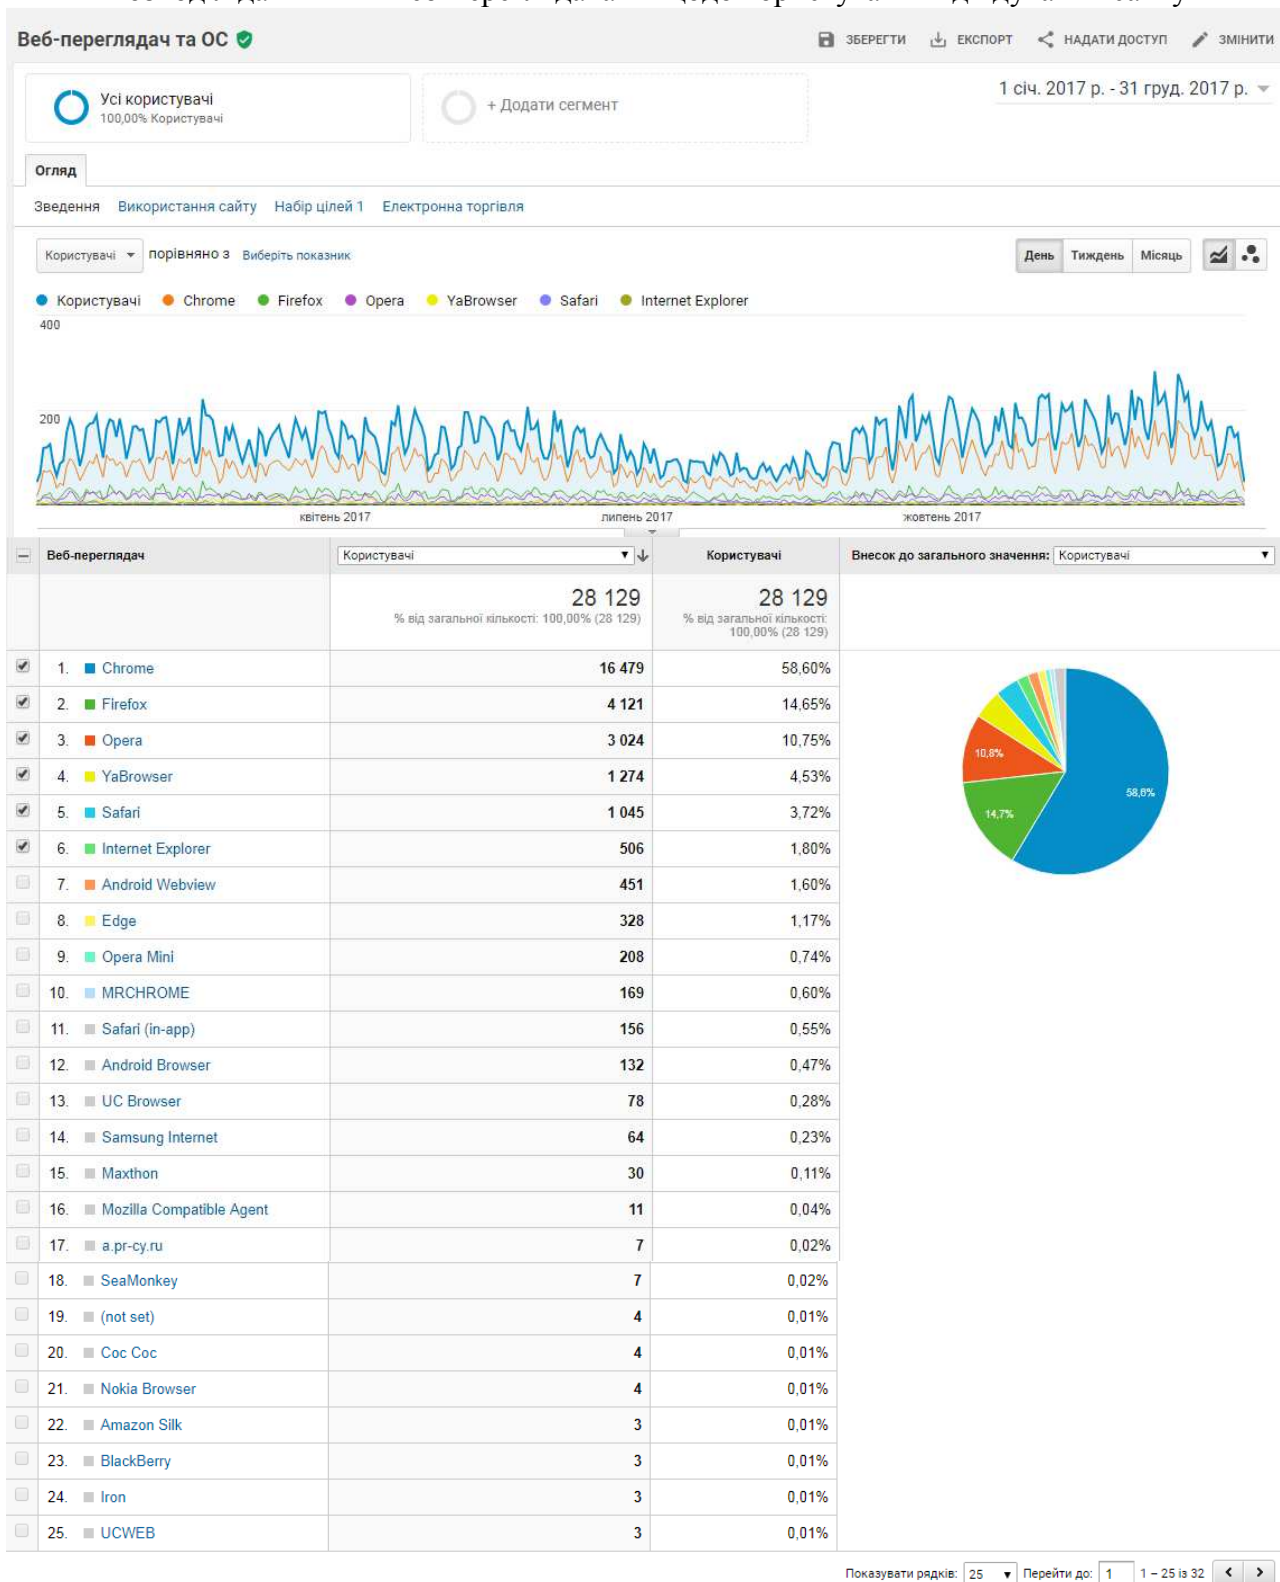 Веб-переглядач та ОС
ЗБЕРЕГТИ ЕКСПОРТ НАДАТИ ДОСТУП ЗМІНИТИ
Усі користувачі
100,00% Користувачі
+ Додати сегмент
1 січ. 2017 р. - 31 груд. 2017 р.
Огляд
Зведення Використання сайту Набір цілей 1 Електронна торгівля
Користувачі порівняно з Виберіть показник
День Тиждень Місяць
Користувачі Chrome Firefox Opera YaBrowser Safari Internet Explorer
400
200
квітень 2017 липень 2017 жовтень 2017
Веб-переглядач Користувачі Користувачі Внесок до загального значення: Користувачі
28 129 28 129
% від загальної кількості: 100,00% (28 129) % від загальної кількості:
100,00% (28 129)
1. Chrome 16 479 58,60%
2. Firefox 4 121 14,65%
3. Opera 3 024 10,75%
4. YaBrowser 1 274 4,53%
5. Safari 1 045 3,72%
6. Internet Explorer 506 1,80%
7. Android Webview 451 1,60%
8. Edge 328 1,17%
9. Opera Mini 208 0,74%
10. MRCHROME 169 0,60%
11. Safari (in-app) 156 0,55%
12. Android Browser 132 0,47%
13. UC Browser 78 0,28%
14. Samsung Internet 64 0,23%
15. Maxthon 30 0,11%
16. Mozilla Compatible Agent 11 0,04%
17. a.pr-cy.ru 7 0,02%
18. SeaMonkey 7 0,02%
19. (not set) 4 0,01%
20. Coc Coc 4 0,01%
21. Nokia Browser 4 0,01%
22. Amazon Silk 3 0,01%
23. BlackBerry 3 0,01%
24. Iron 3 0,01%
25. UCWEB 3 0,01%
10,8%
58,6%
14,7%
Показувати рядків: 25 Перейти до: 1 1 – 25 із 32